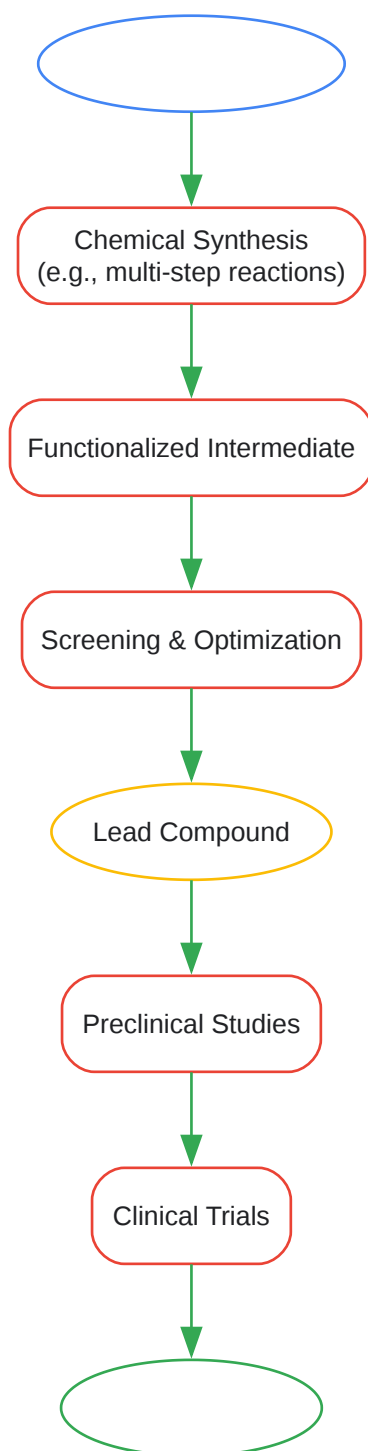 Chemical Synthesis
(e.g., multi-step reactions)
Functionalized Intermediate
Screening & Optimization
Lead Compound
Preclinical Studies
Clinical Trials